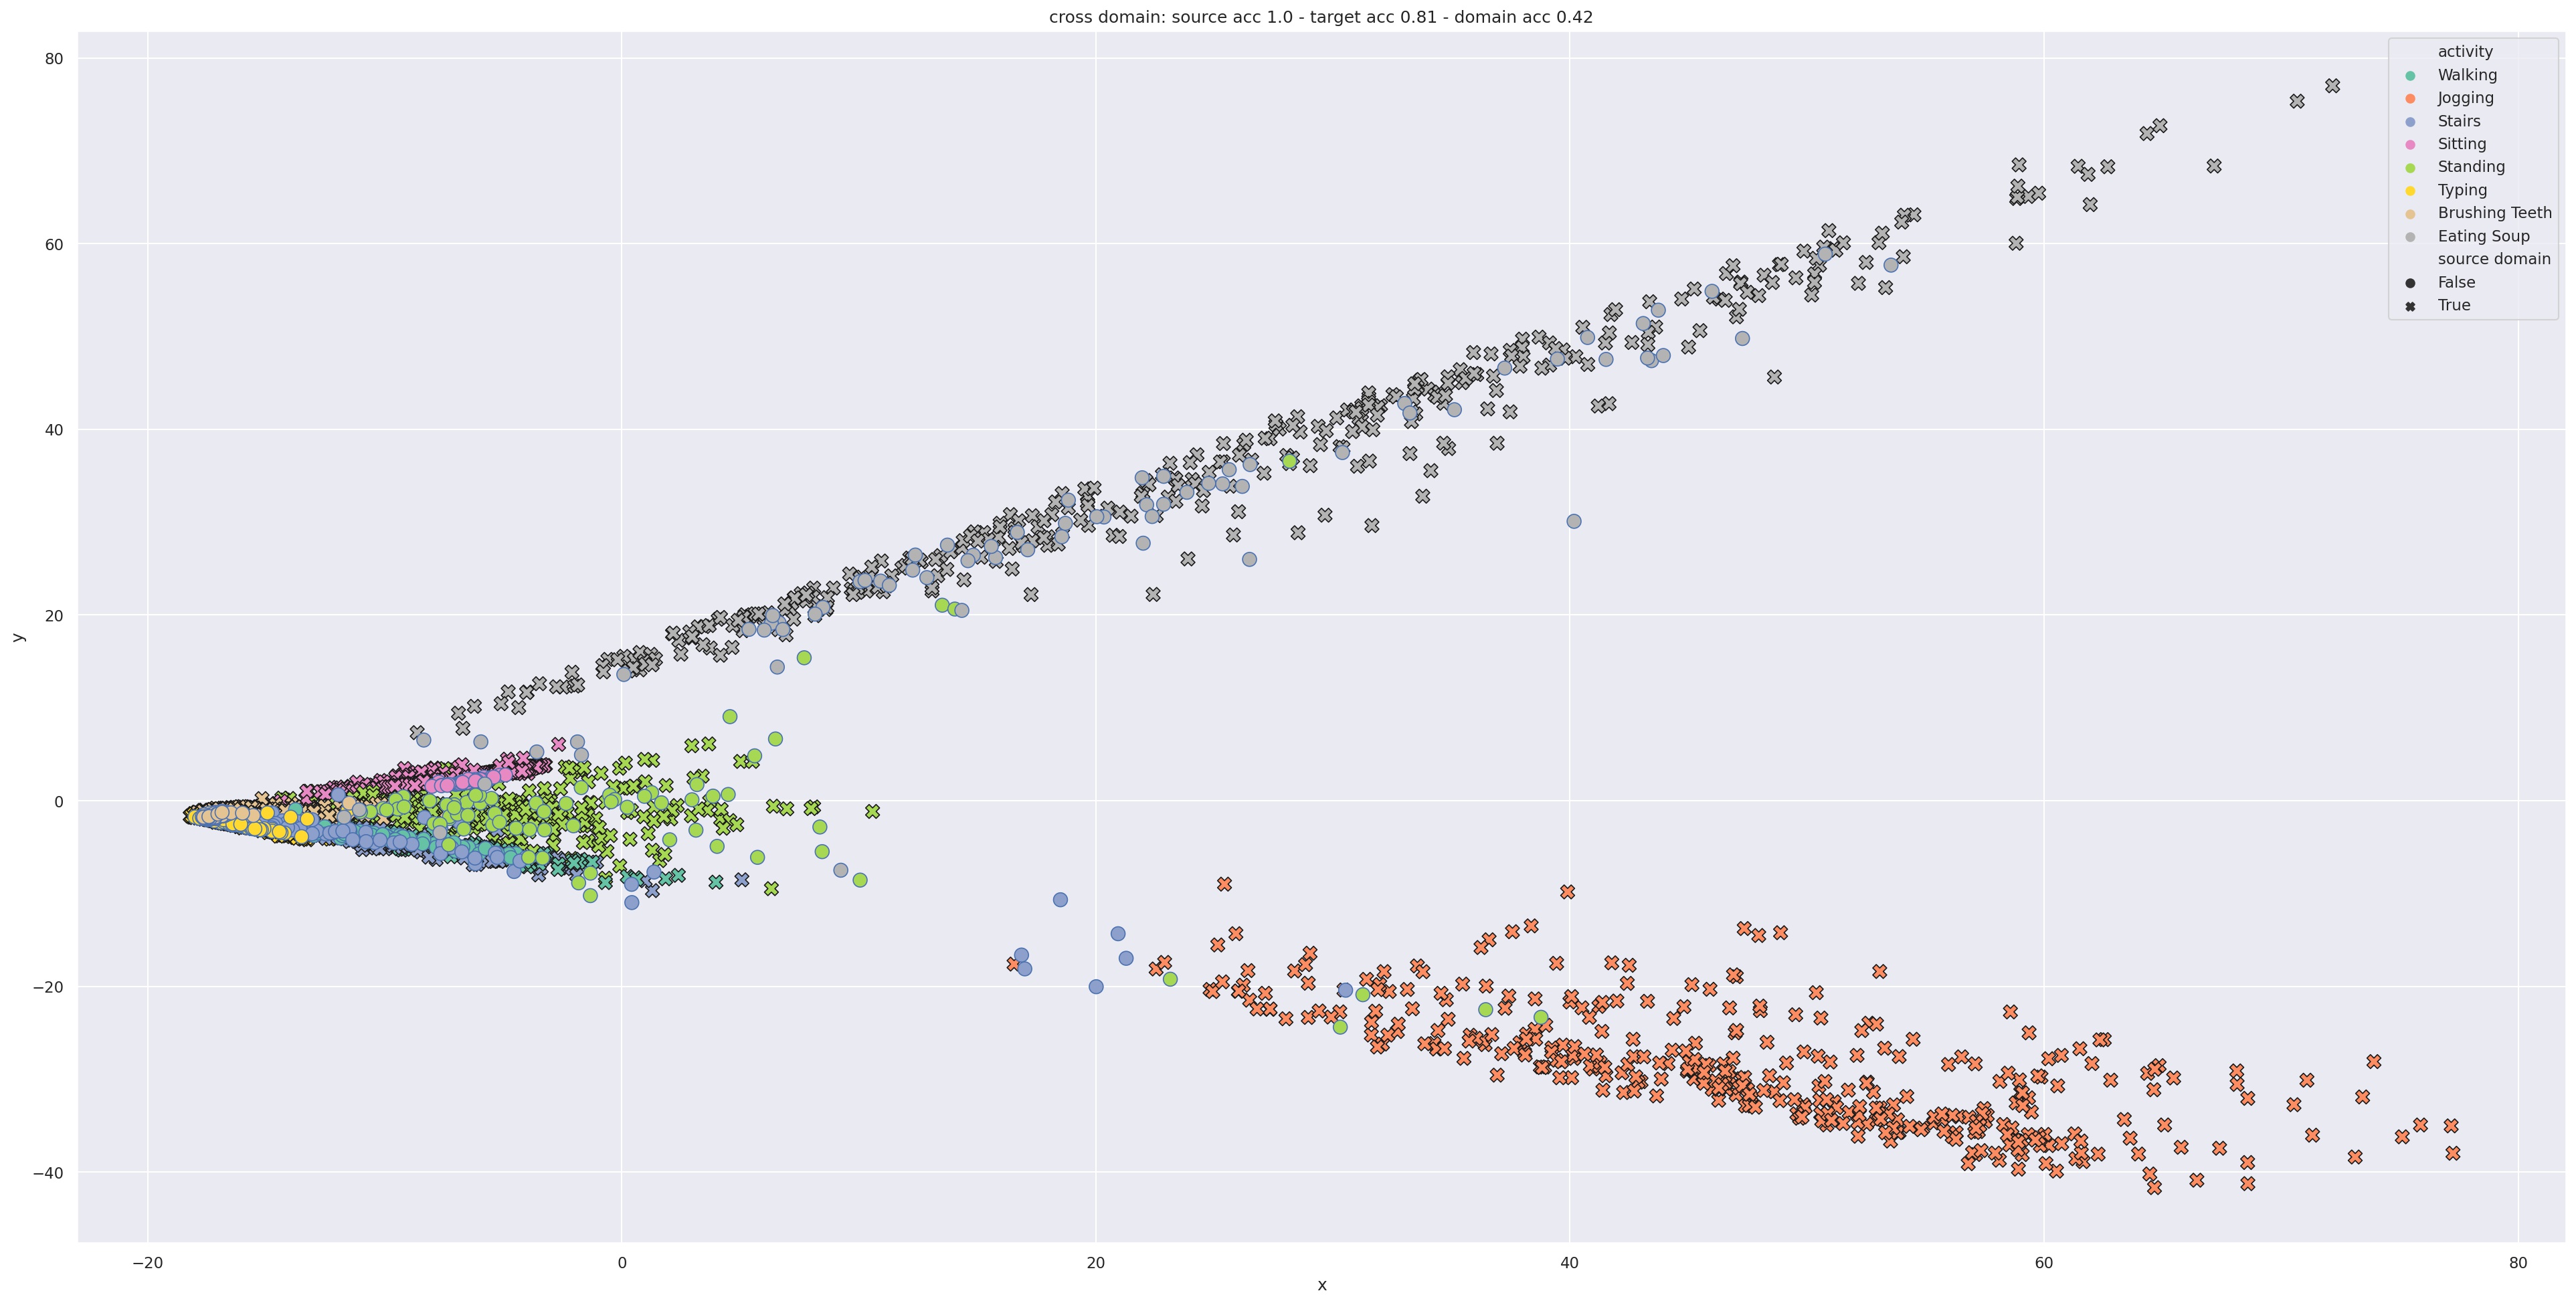 cross domain: source acc 1.0 - target acc 0.81 - domain acc 0.42
80
60
40
20
0
−20
−40
y
−20
0
20
40
60
80
x
activity
Walking
Jogging
Stairs
Sitting
Standing
Typing
Brushing Teeth
Eating Soup
source domain
False
True